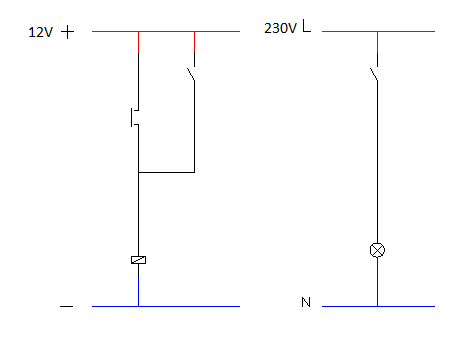 12V +
230V L
–
N